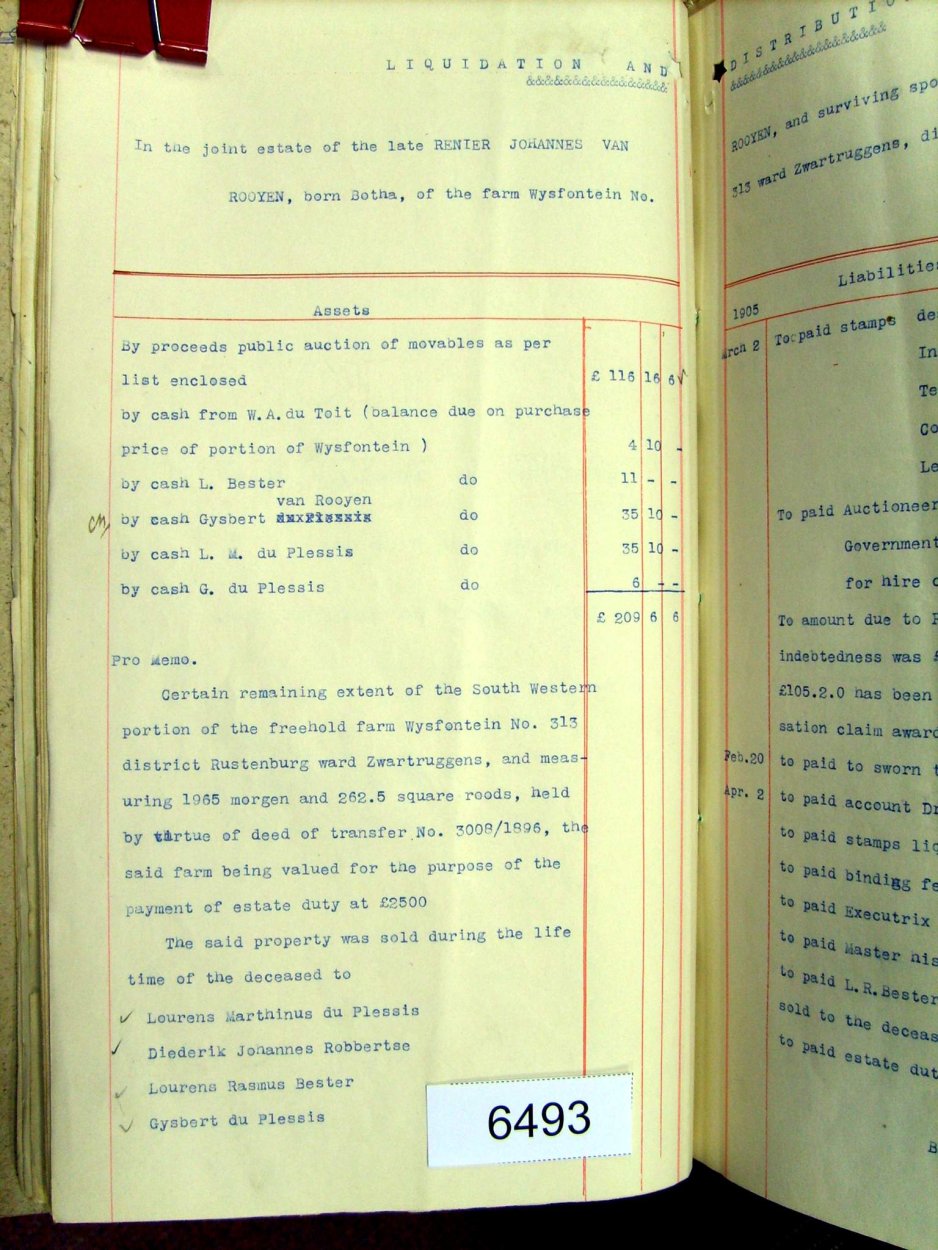 LIQUIDATION AND
&&&&&&&&&&&&&&&&
In the joint estate of the late RENIER JOHANNES VAN
ROOYEN, born Botha, of the farm Wysfontein No.
Assets
By proceeds public auction of movables as per
list enclosed £ 116 16 6 ✓
by cash from W.A.du Toit (balance due on purchase
price of portion of Wysfontein ) 4 10 -
by cash L. Bester do 11 - -
van Rooyen
by cash Gysbert do 35 10 -
by cash L. M. du Plessis do 35 10 -
by cash G. du Plessis do 6 - -
£ 209 6 6
Pro Memo.
Certain remaining extent of the South Western
portion of the freehold farm Wysfontein No. 313
district Rustenburg ward Zwartruggens, and meas-
uring 1965 morgen and 262.5 square roods, held
by virtue of deed of transfer No. 3008/1896, the
said farm being valued for the purpose of the
payment of estate duty at £2500
The said property was sold during the life
time of the deceased to
✓ Lourens Marthinus du Plessis
✓ Diederik Johannes Robbertse
✓ Lourens Rasmus Bester
✓ Gysbert du Plessis
6493
DISTRIBUTIO
&&&&&&&&&&&&&&&&&&
ROOYEN, and surviving spo
313 ward Zwartruggens, di
Liabilitie
1905
arch 2 To paid stamps de
In
Te
Co
Le
To paid Auctioneer
Government
for hire
To amount due to
indebtedness was
£105.2.0 has been
sation claim award
Feb.20 to paid to sworn
Apr. 2 to paid account Dr
to paid stamps liq
to paid bindigg fe
to paid Executrix
to paid Master his
to paid L.R.Bester
sold to the deceas
to paid estate dut
B